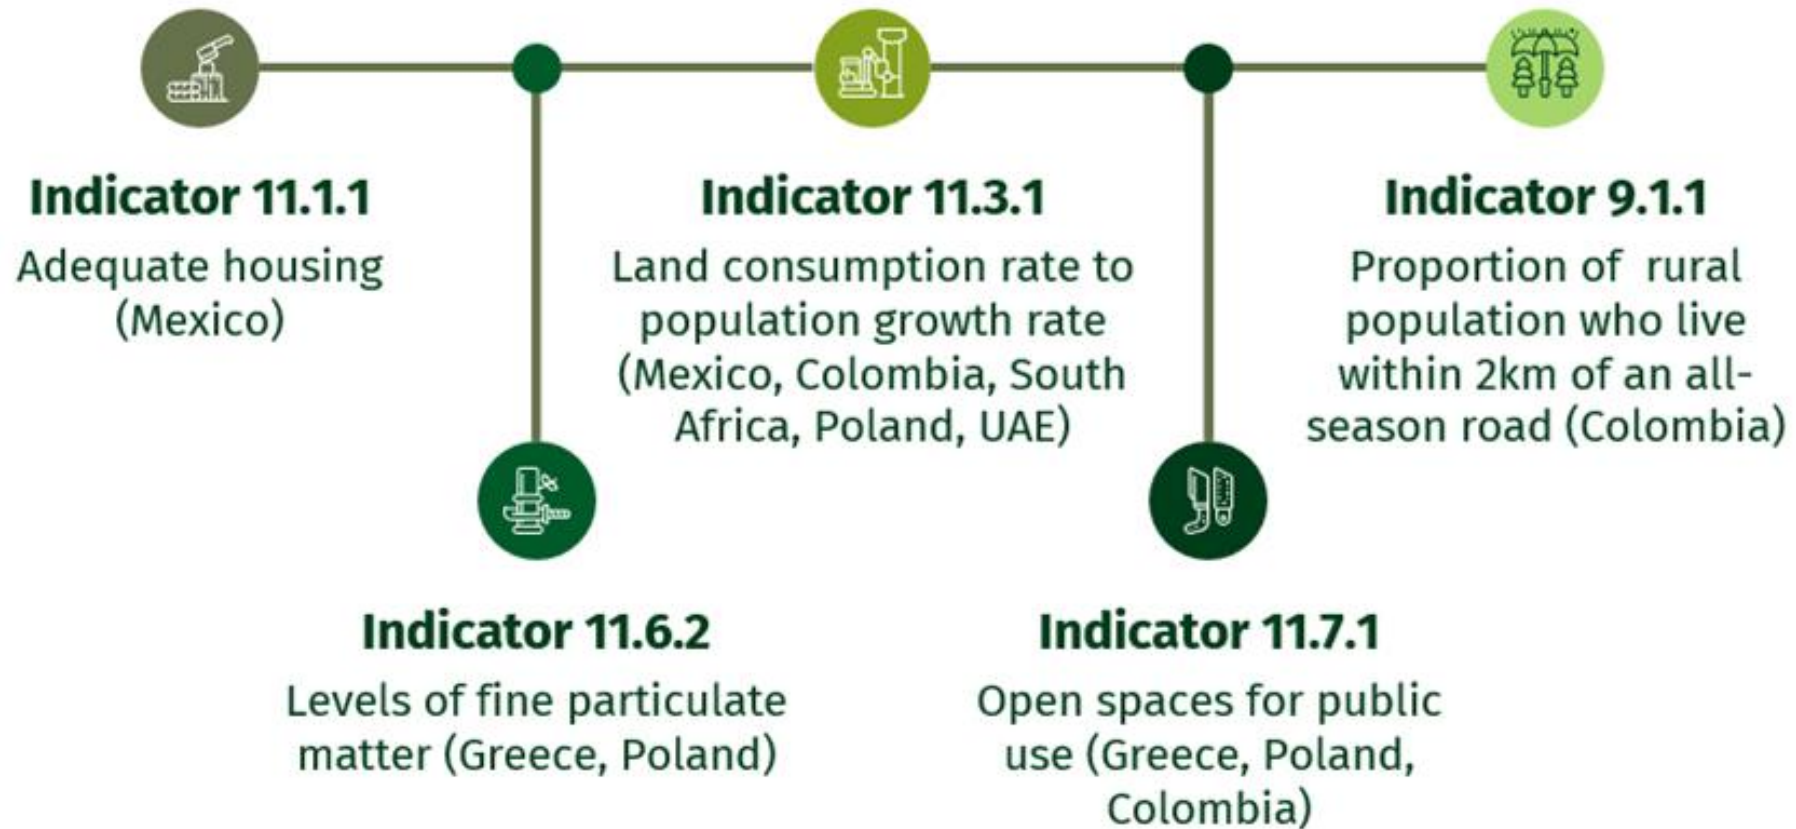 Indicator 11.1.1
Adequate housing
(Mexico)
Indicator 11.3.1
Land consumption rate to
population growth rate
(Mexico, Colombia, South
Africa, Poland, UAE)
Indicator 9.1.1
Proportion of rural
population who live
within 2km of an all-
season road (Colombia)
Indicator 11.6.2
Levels of fine particulate
matter (Greece, Poland)
Indicator 11.7.1
Open spaces for public
use (Greece, Poland,
Colombia)